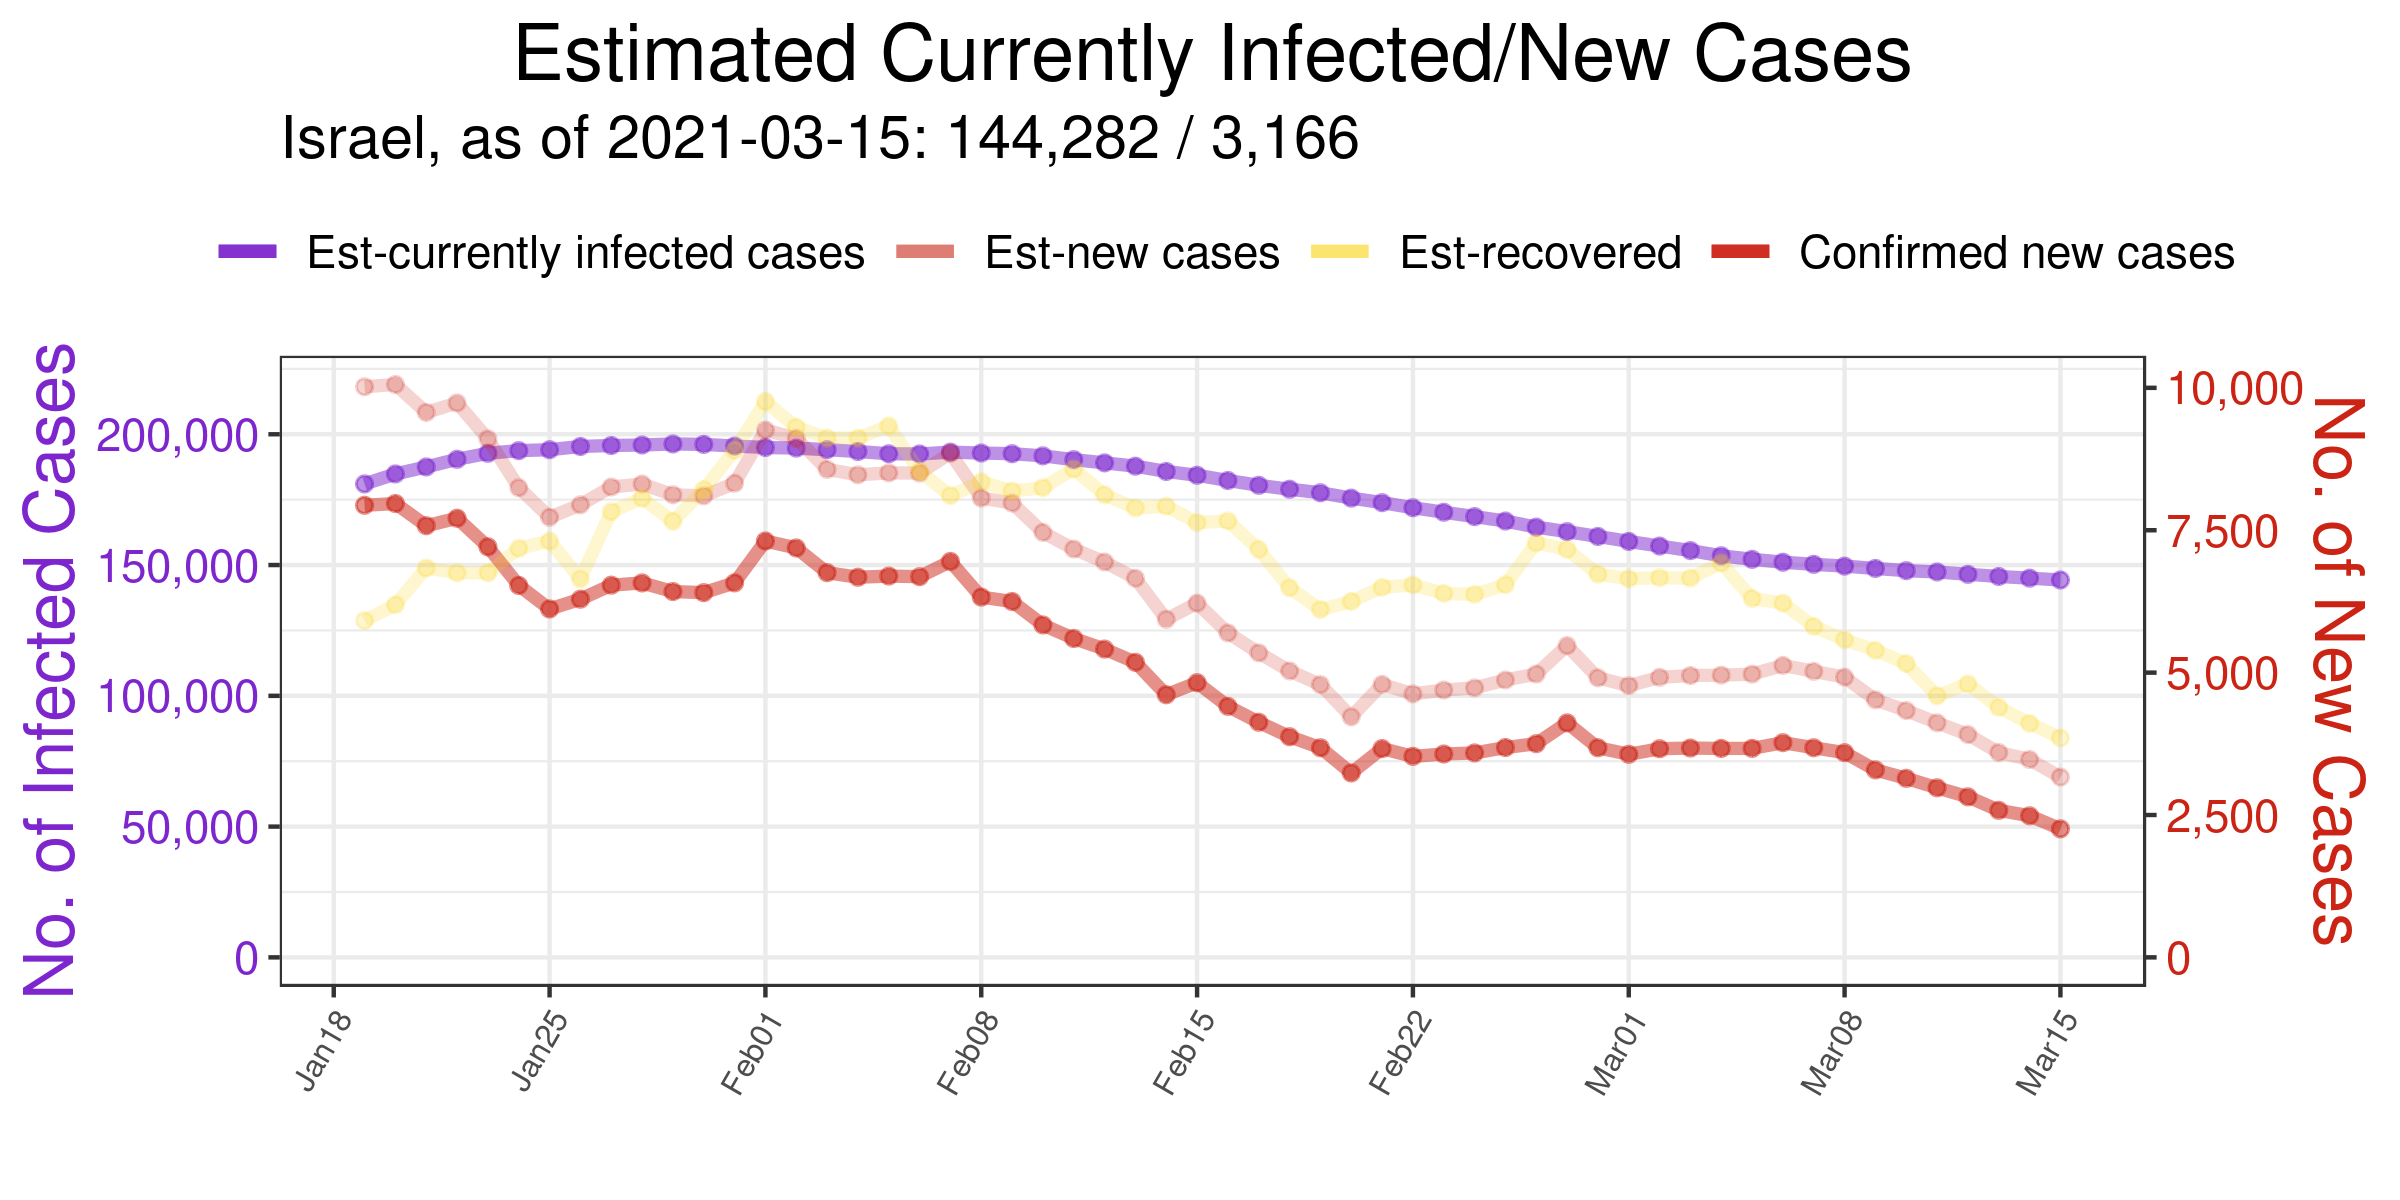 Estimated Currently Infected/New Cases
Israel, as of 2021-03-15: 144,282 / 3,166
Est-currently infected cases Est-new cases Est-recovered Confirmed new cases
No. of Infected Cases
200,000
150,000
100,000
50,000
0
10,000
7,500
5,000
2,500
0
No. of New Cases
Jan18 Jan25 Feb01 Feb08 Feb15 Feb22 Mar01 Mar08 Mar15